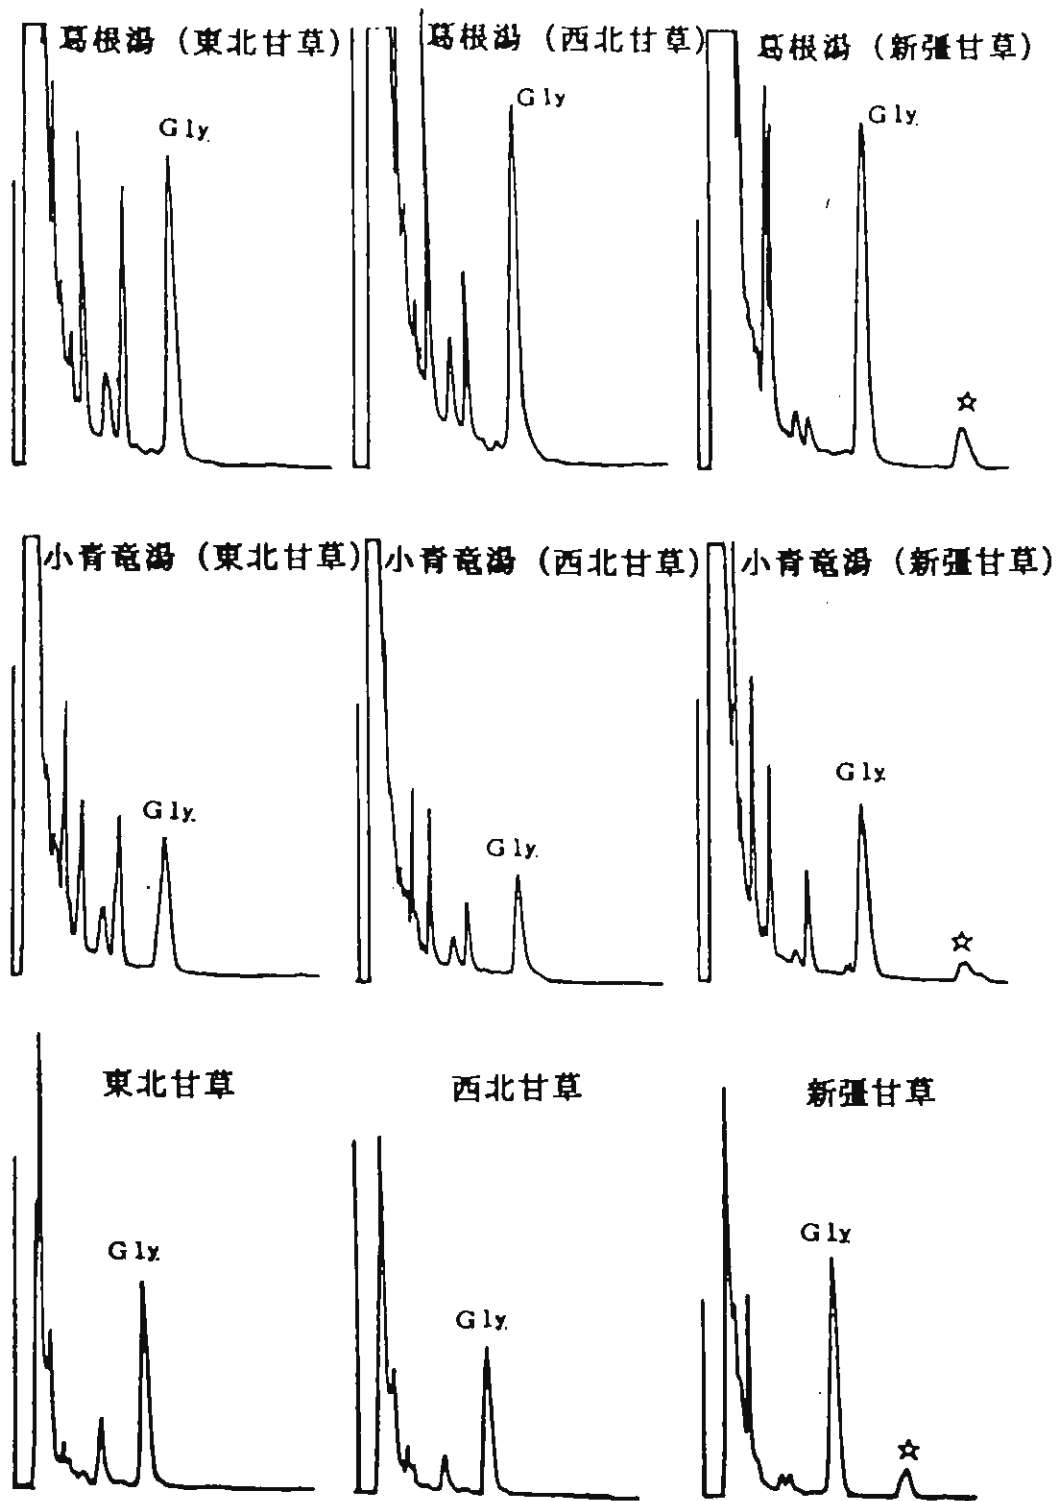 葛根湯（東北甘草）
葛根湯（西北甘草）
葛根湯（新疆甘草）
Gly.
Gly
Gly.
☆
小青竜湯（東北甘草）
小青竜湯（西北甘草）
小青竜湯（新疆甘草）
Gly.
Gly.
Gly.
☆
東北甘草
西北甘草
新疆甘草
Gly.
Gly.
Gly.
☆